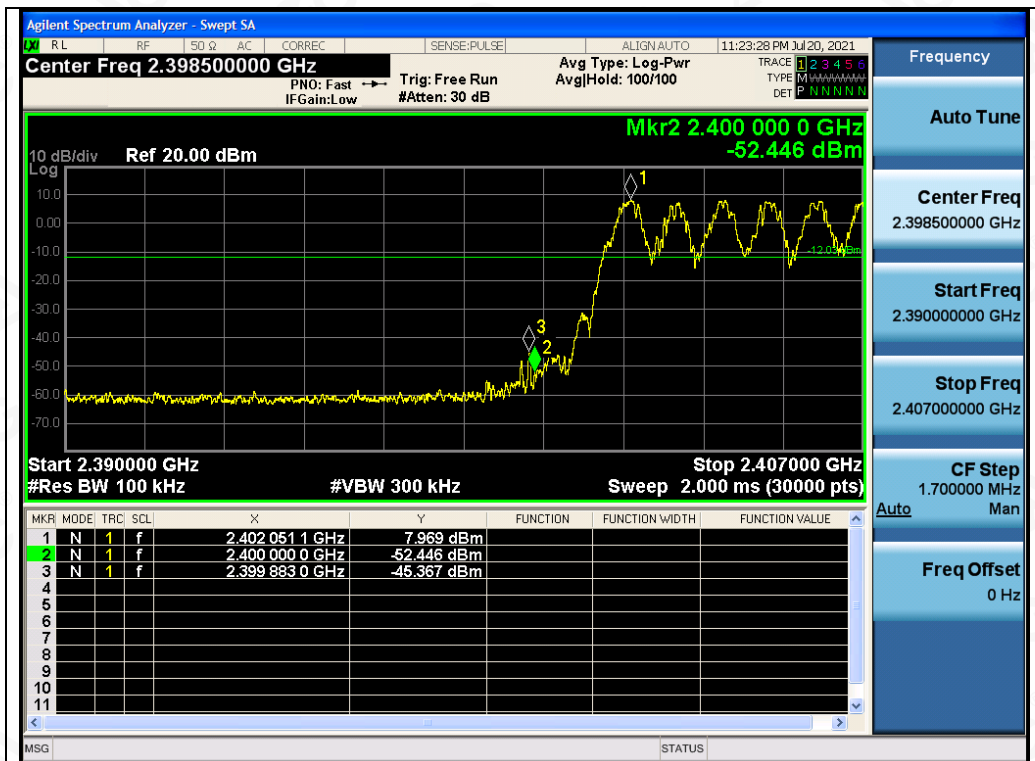 Agilent Spectrum Analyzer - Swept SA
LXI RL RF 50 Ω AC CORREC SENSE:PULSE ALIGN AUTO 11:23:28 PM Jul 20, 2021
Center Freq 2.398500000 GHz
PNO: Fast
IFGain:Low
Trig: Free Run
#Atten: 30 dB
Avg Type: Log-Pwr
Avg|Hold: 100/100
TRACE 1 2 3 4 5 6
TYPE M W W W W W
DET P N N N N N
Mkr2 2.400 000 0 GHz
-52.446 dBm
10 dB/div Ref 20.00 dBm
Log
10.0
0.00
-10.0
-20.0
-30.0
-40.0
-50.0
-60.0
-70.0
1
3
2
-12.03 dBm
Start 2.390000 GHz Stop 2.407000 GHz
#Res BW 100 kHz #VBW 300 kHz Sweep 2.000 ms (30000 pts)
MKR MODE TRC SCL X Y FUNCTION FUNCTION WIDTH FUNCTION VALUE
1 N 1 f 2.402 051 1 GHz 7.969 dBm
2 N 1 f 2.400 000 0 GHz -52.446 dBm
3 N 1 f 2.399 883 0 GHz -45.367 dBm
4
5
6
7
8
9
10
11
MSG STATUS
Frequency
Auto Tune
Center Freq
2.398500000 GHz
Start Freq
2.390000000 GHz
Stop Freq
2.407000000 GHz
CF Step
1.700000 MHz
Auto Man
Freq Offset
0 Hz